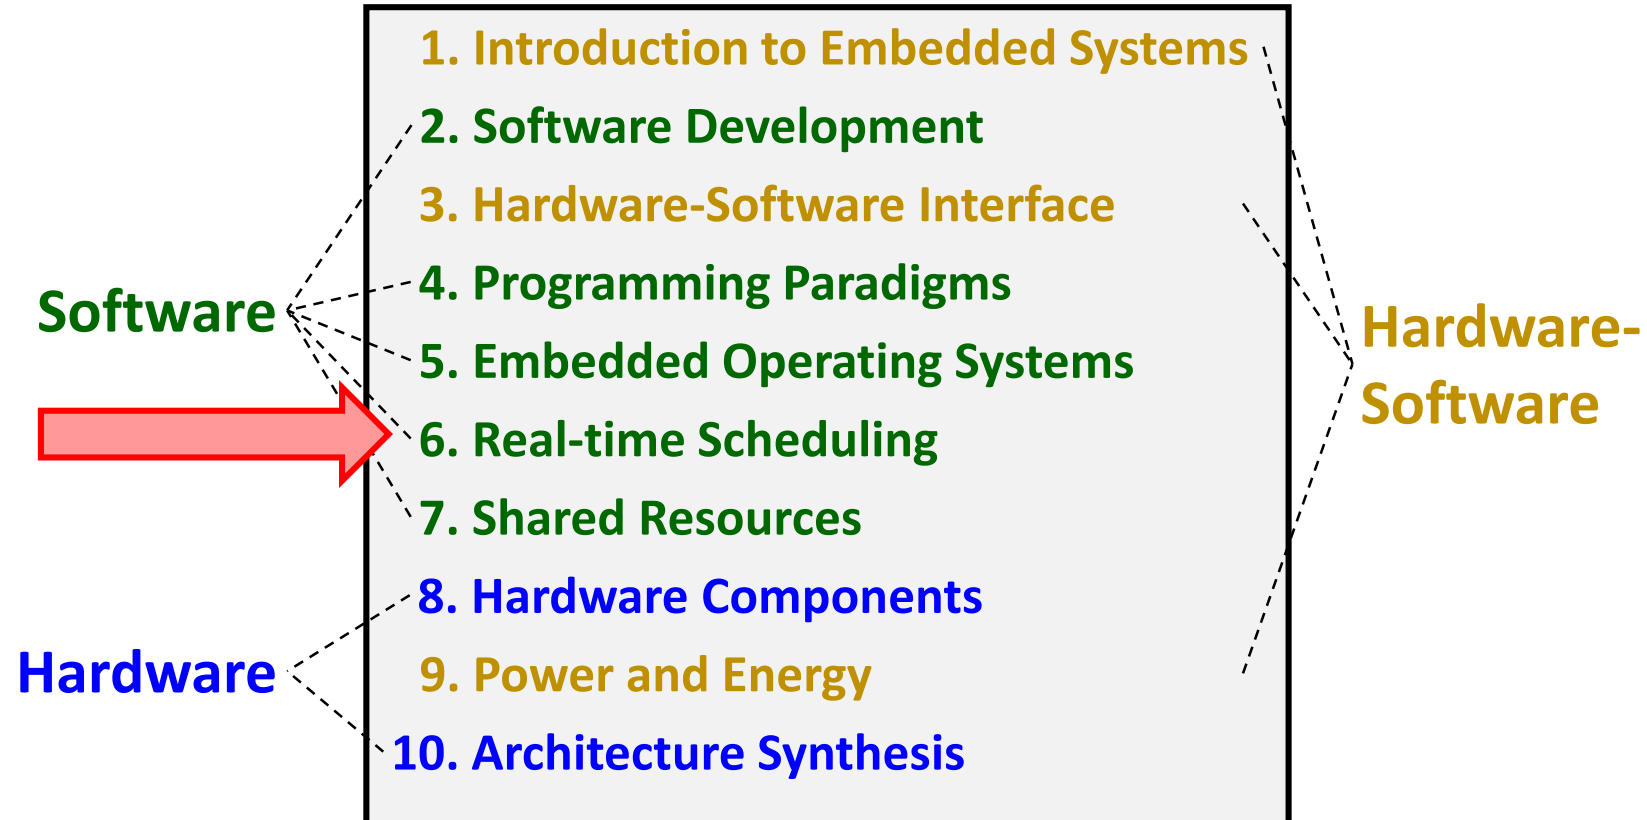 1. Introduction to Embedded Systems
2. Software Development
3. Hardware-Software Interface
4. Programming Paradigms
5. Embedded Operating Systems
6. Real-time Scheduling
7. Shared Resources
8. Hardware Components
9. Power and Energy
10. Architecture Synthesis
Software
Hardware
Hardware-
Software